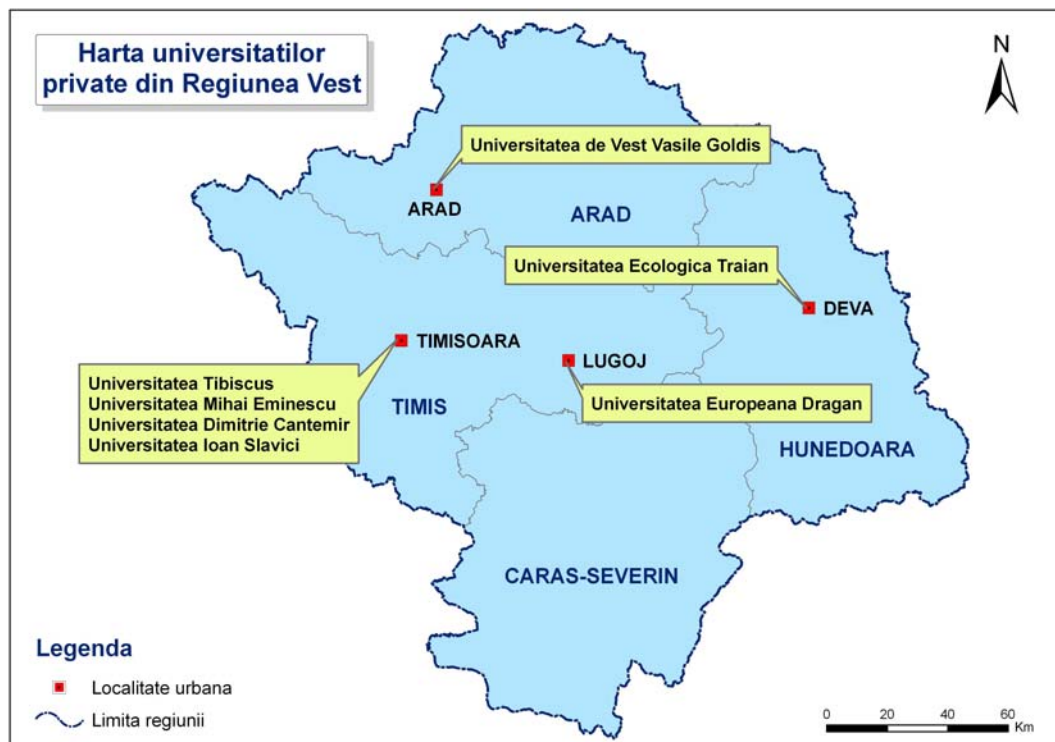 Harta universitatilor
private din Regiunea Vest
N
Universitatea de Vest Vasile Goldis
ARAD
ARAD
Universitatea Ecologica Traian
DEVA
TIMISOARA
LUGOJ
Universitatea Tibiscus
Universitatea Mihai Eminescu
Universitatea Dimitrie Cantemir
Universitatea Ioan Slavici
TIMIS
Universitatea Europeana Dragan
HUNEDOARA
CARAS-SEVERIN
Legenda
Localitate urbana
Limita regiunii
0 20 40 60
Km